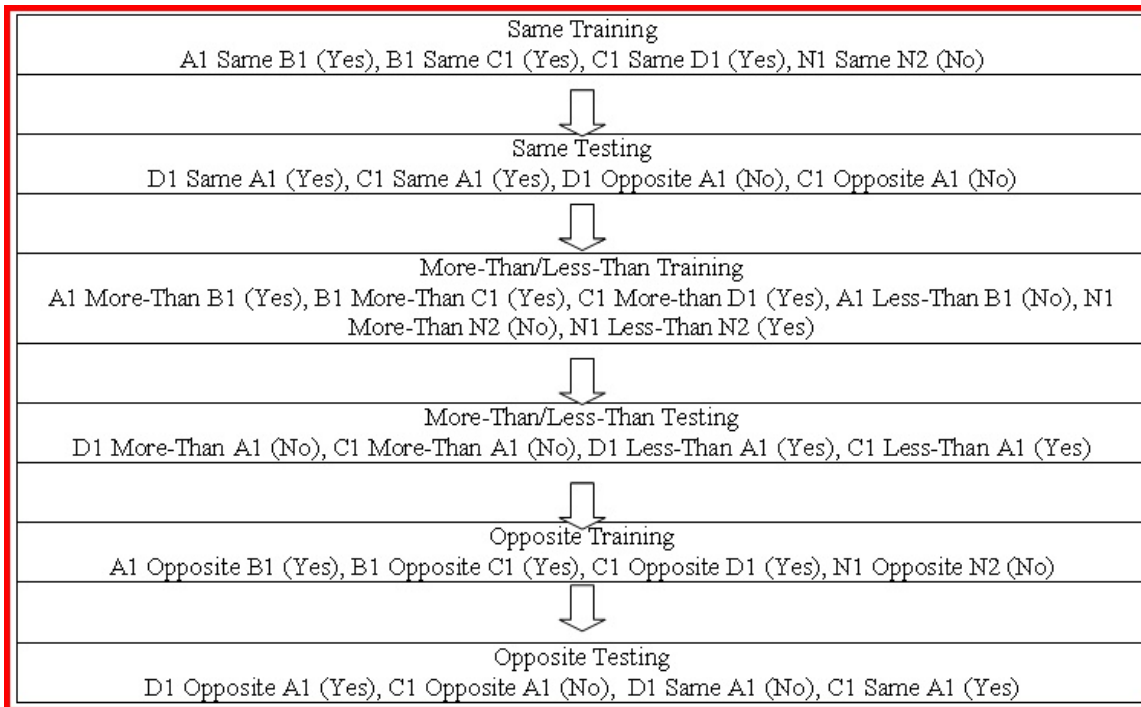 Same Training
A1 Same B1 (Yes), B1 Same C1 (Yes), C1 Same D1 (Yes), N1 Same N2 (No)
Same Testing
D1 Same A1 (Yes), C1 Same A1 (Yes), D1 Opposite A1 (No), C1 Opposite A1 (No)
More-Than/Less-Than Training
A1 More-Than B1 (Yes), B1 More-Than C1 (Yes), C1 More-than D1 (Yes), A1 Less-Than B1 (No), N1
More-Than N2 (No), N1 Less-Than N2 (Yes)
More-Than/Less-Than Testing
D1 More-Than A1 (No), C1 More-Than A1 (No), D1 Less-Than A1 (Yes), C1 Less-Than A1 (Yes)
Opposite Training
A1 Opposite B1 (Yes), B1 Opposite C1 (Yes), C1 Opposite D1 (Yes), N1 Opposite N2 (No)
Opposite Testing
D1 Opposite A1 (Yes), C1 Opposite A1 (No), D1 Same A1 (No), C1 Same A1 (Yes)